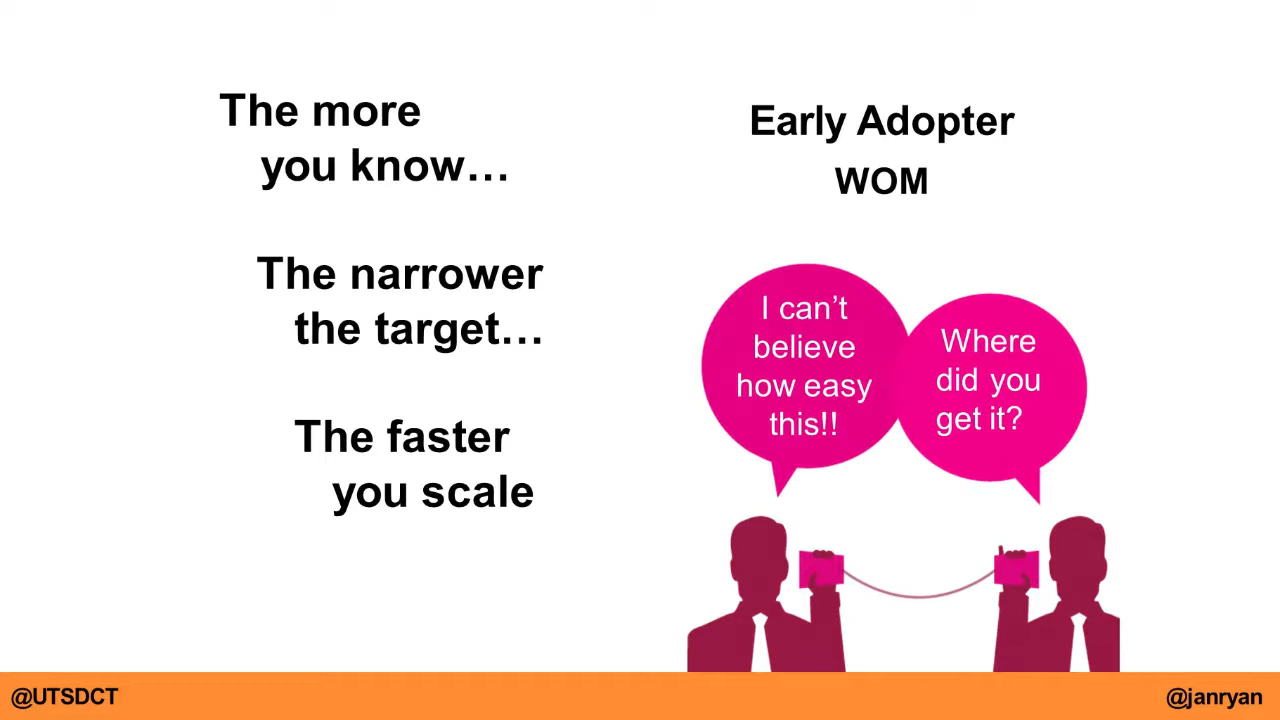 The more
you know…
The narrower
the target…
The faster
you scale
Early Adopter
WOM
I can’t
believe
how easy
this!!
Where
did you
get it?
@UTSDCT
@janryan